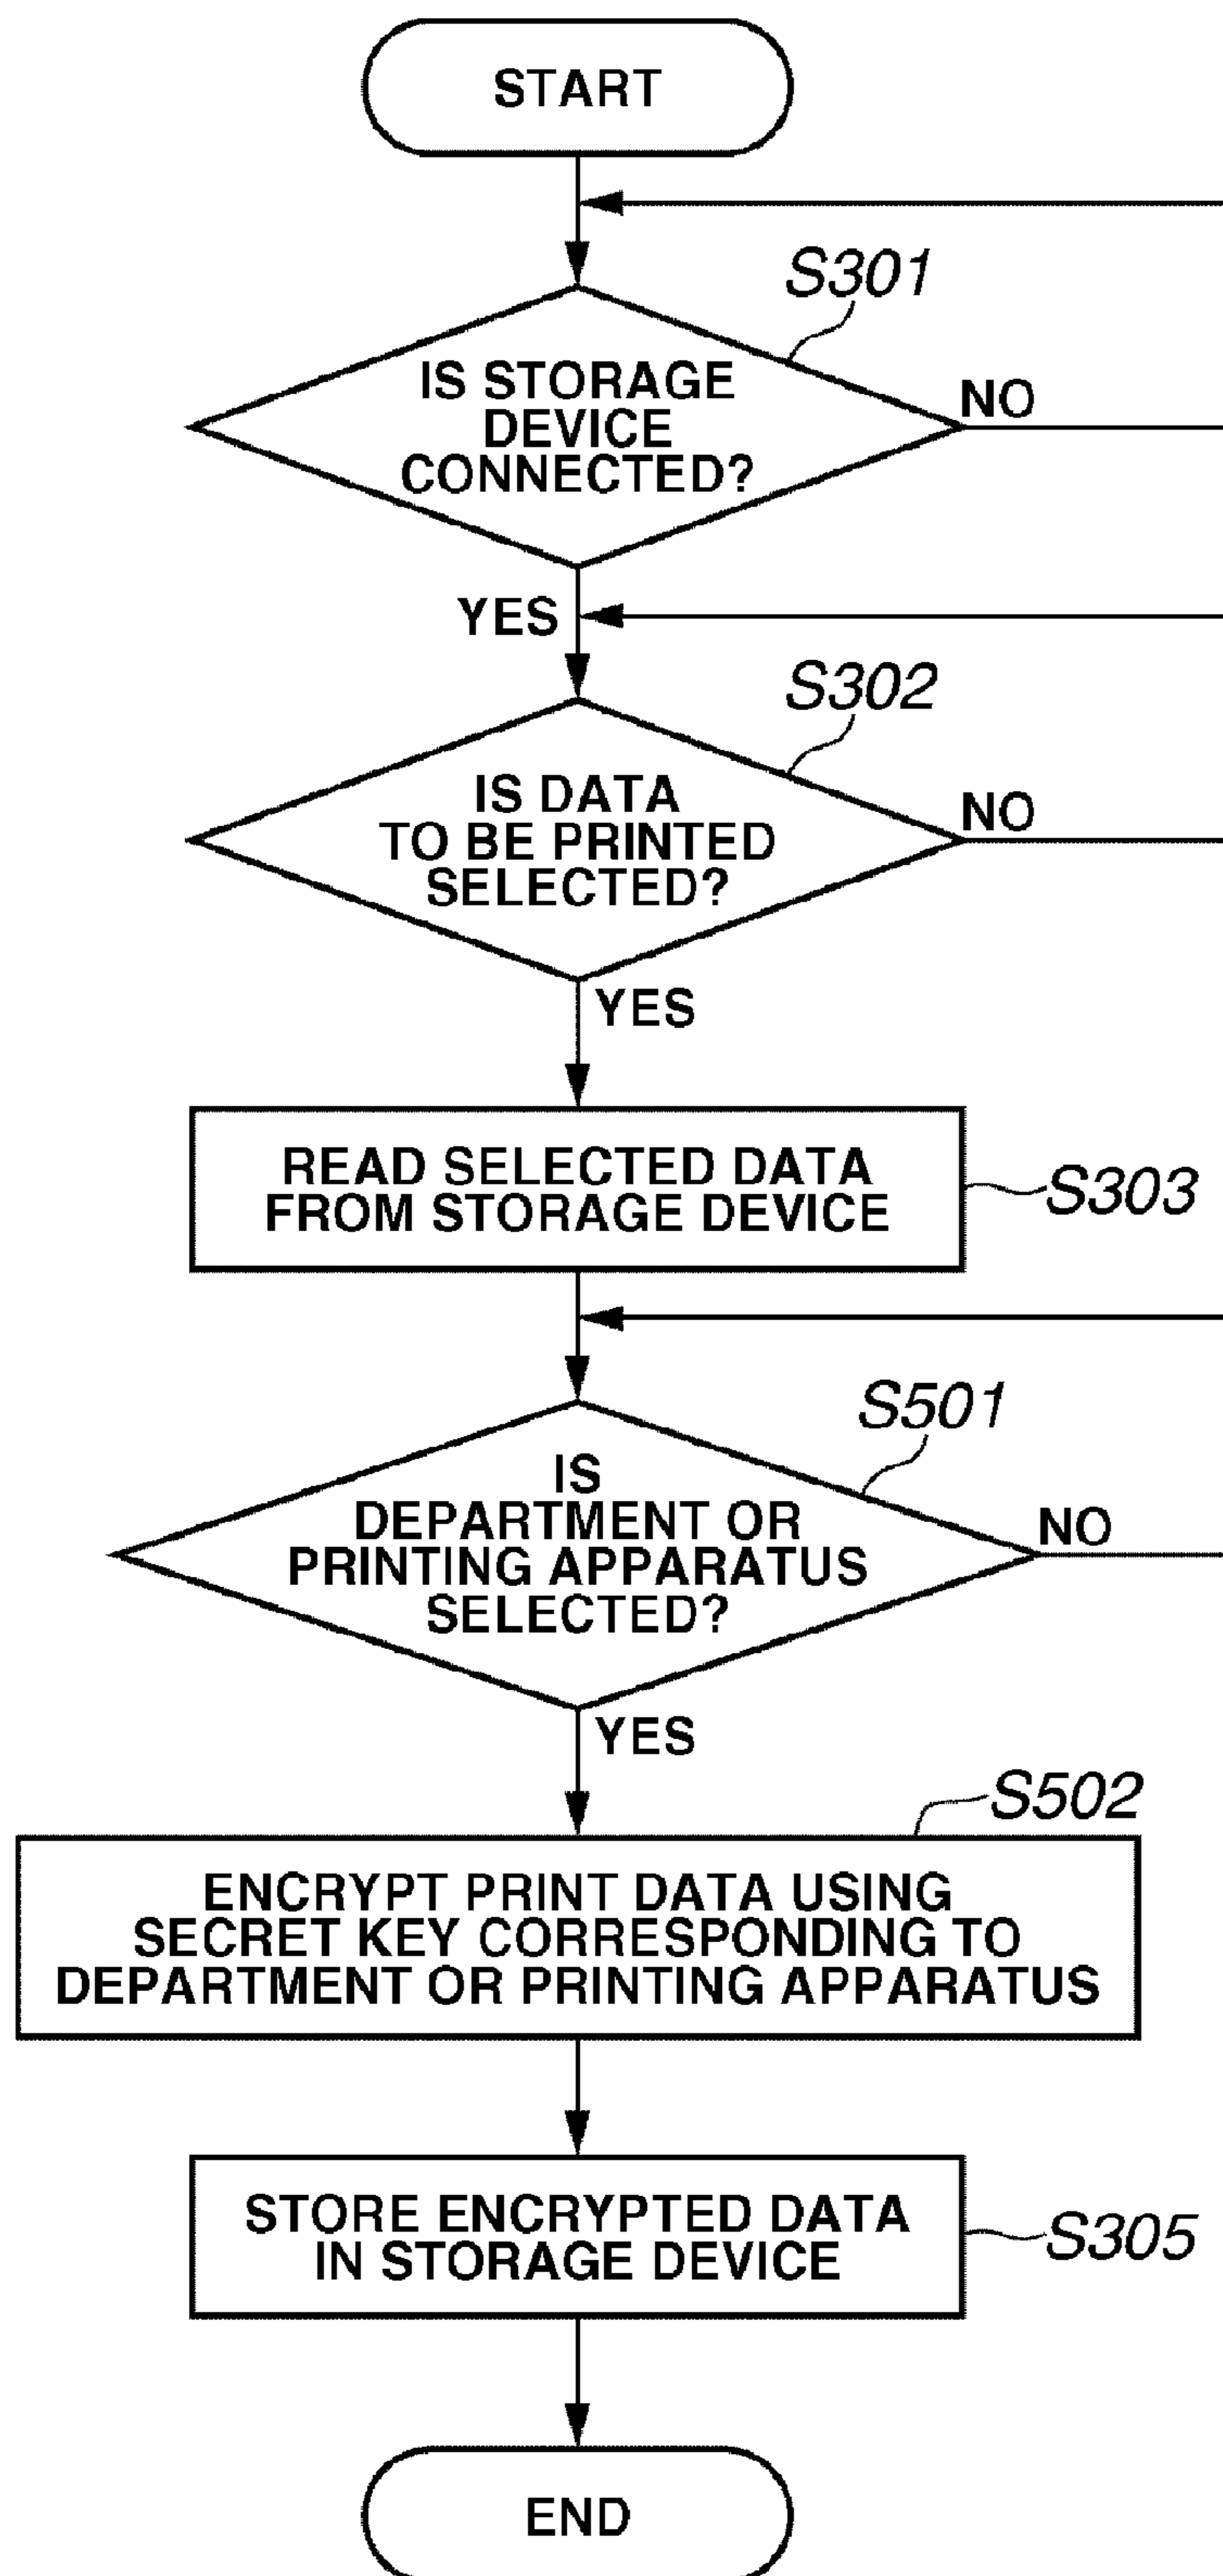 START
S301
IS STORAGE
DEVICE
CONNECTED?
NO
YES
S302
IS DATA
TO BE PRINTED
SELECTED?
NO
YES
READ SELECTED DATA
FROM STORAGE DEVICE
S303
S501
IS
DEPARTMENT OR
PRINTING APPARATUS
SELECTED?
NO
YES
S502
ENCRYPT PRINT DATA USING
SECRET KEY CORRESPONDING TO
DEPARTMENT OR PRINTING APPARATUS
STORE ENCRYPTED DATA
IN STORAGE DEVICE
S305
END